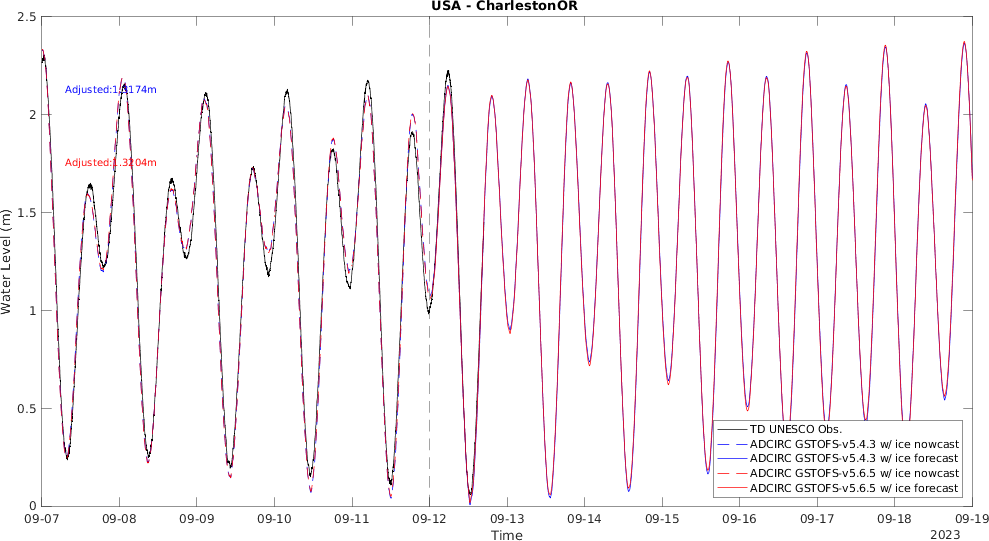 USA - CharlestonOR
2.5
2
1.5
1
0.5
0
Water Level (m)
Adjusted:1.3204m
TD UNESCO Obs.
ADCIRC GSTOFS-v5.4.3 w/ ice nowcast
ADCIRC GSTOFS-v5.4.3 w/ ice forecast
ADCIRC GSTOFS-v5.6.5 w/ ice nowcast
ADCIRC GSTOFS-v5.6.5 w/ ice forecast
09-07 09-08 09-09 09-10 09-11 09-12 09-13 09-14 09-15 09-16 09-17 09-18 09-19
Time
2023